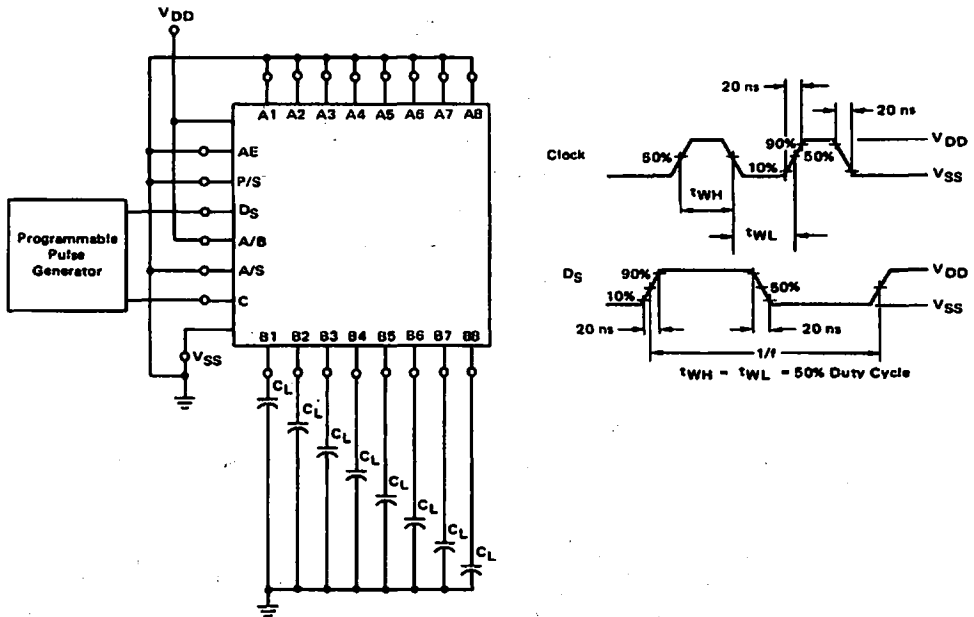 VDD
A1 A2 A3 A4 A5 A6 A7 A8
AE
P/S
DS
A/B
A/S
C
Programmable
Pulse
Generator
VSS
B1 B2 B3 B4 B5 B6 B7 B8
CL
CL
CL
CL
CL
CL
CL
CL
20 ns
20 ns
Clock
50%
90%
10%
50%
VDD
VSS
tWH
tWL
DS
90%
10%
50%
VDD
VSS
20 ns
20 ns
1/f
tWH = tWL = 50% Duty Cycle